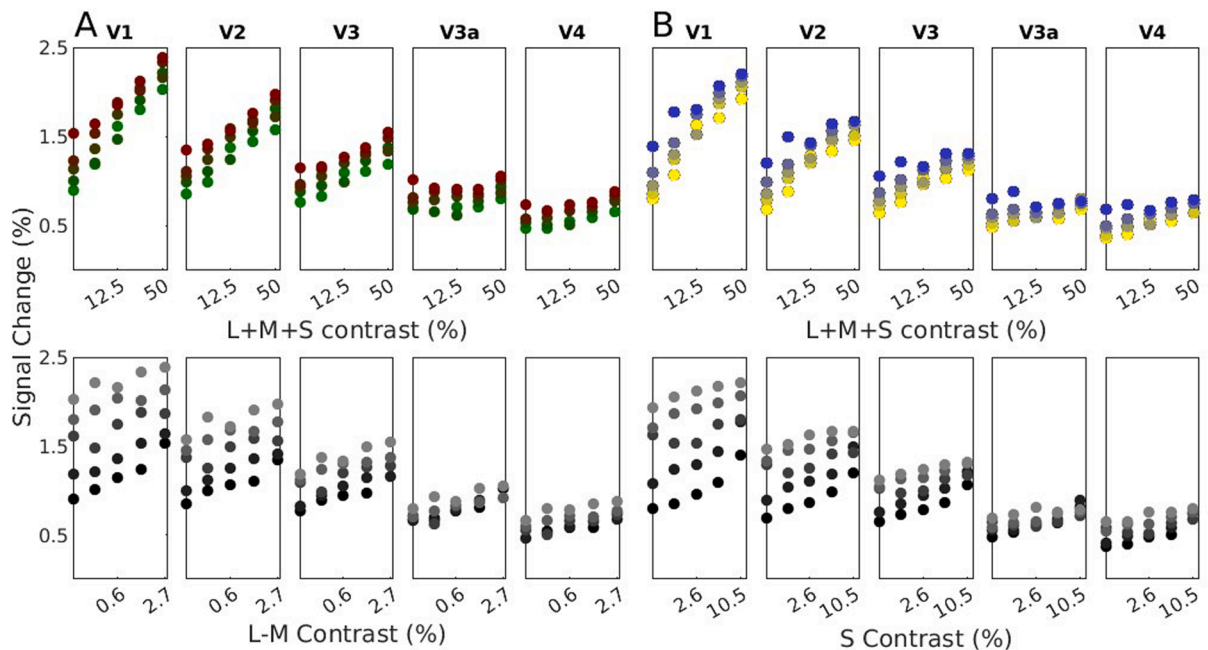 A B
V1 V2 V3 V3a V4 V1 V2 V3 V3a V4
2.5
1.5
0.5
12.5 50 12.5 50 12.5 50 12.5 50 12.5 50 12.5 50 12.5 50 12.5 50 12.5 50 12.5 50
L+M+S contrast (%) L+M+S contrast (%)
Signal Change (%)
2.5
1.5
0.5
0.6 2.7 0.6 2.7 0.6 2.7 0.6 2.7 0.6 2.7 2.6 10.5 2.6 10.5 2.6 10.5 2.6 10.5 2.6 10.5
L-M Contrast (%) S Contrast (%)